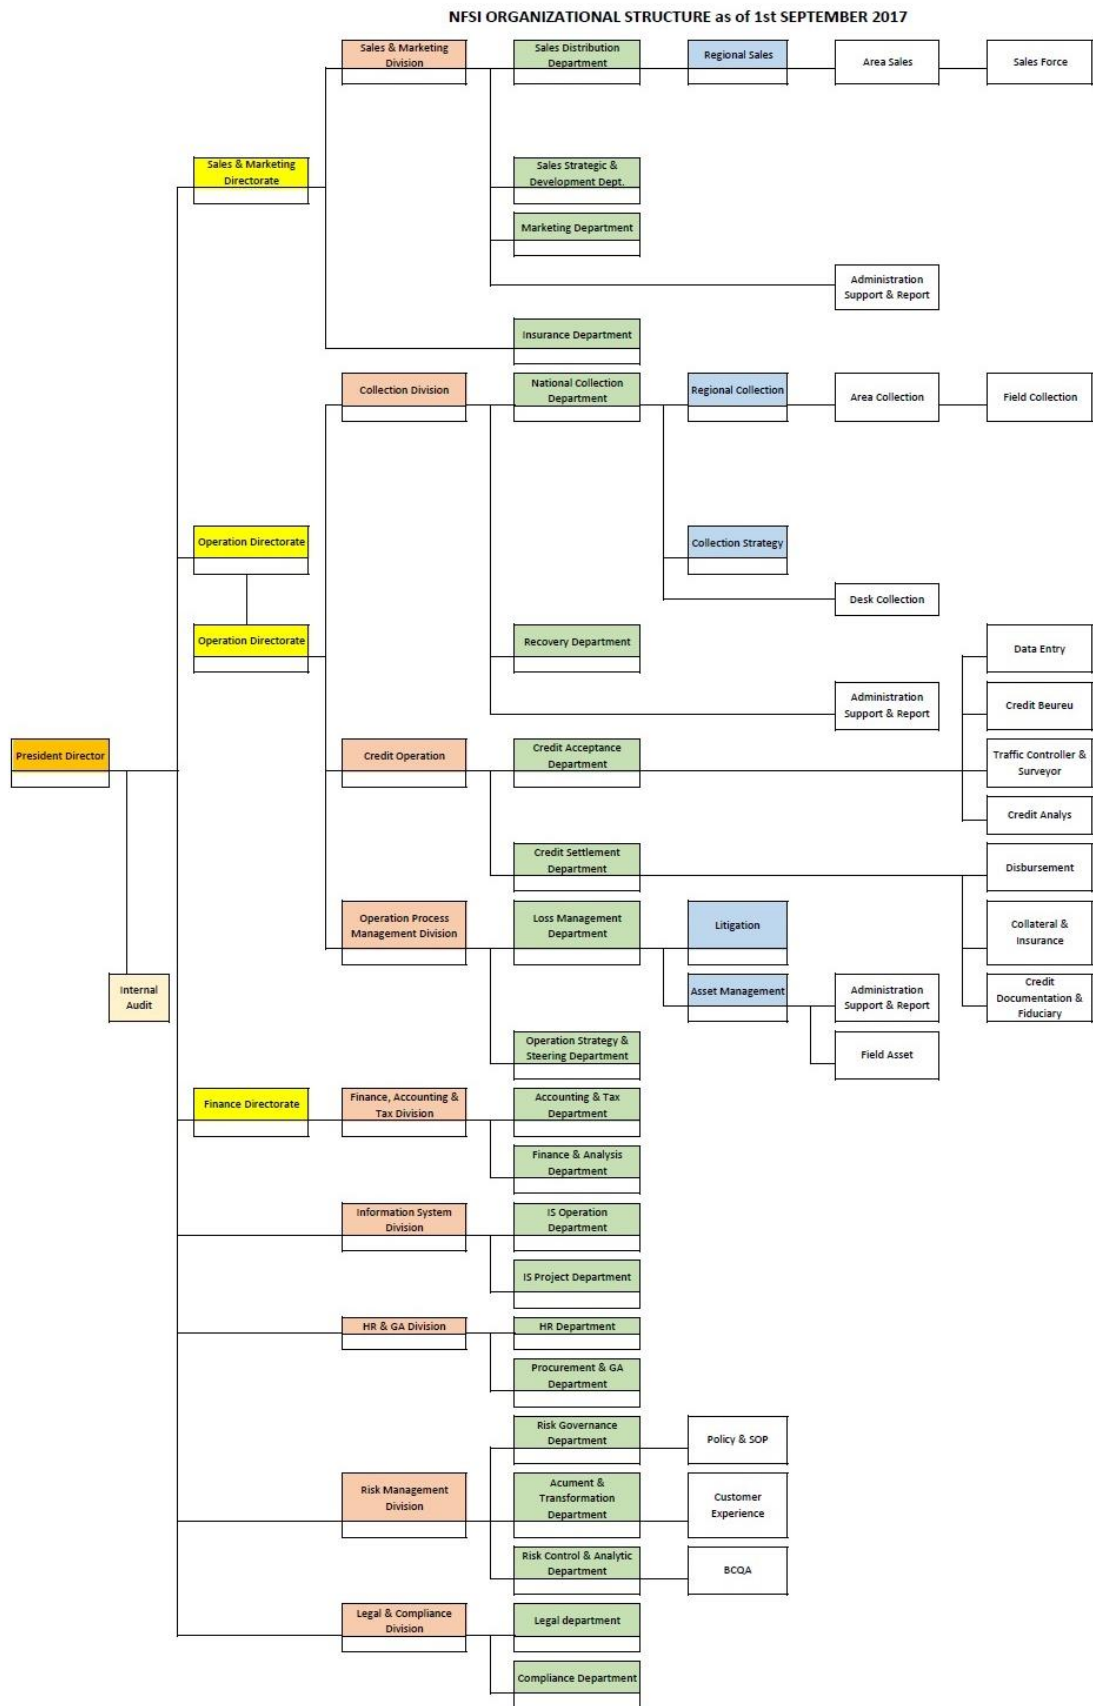 NFSI ORGANIZATIONAL STRUCTURE as of 1st SEPTEMBER 2017
Sales & Marketing
Division
Sales Distribution
Department
Regional Sales
Area Sales
Sales Force
Sales & Marketing
Directorate
Sales Strategic &
Development Dept.
Marketing Department
Administration
Support & Report
Insurance Department
Collection Division
National Collection
Department
Regional Collection
Area Collection
Field Collection
Operation Directorate
Collection Strategy
Desk Collection
Operation Directorate
Recovery Department
Data Entry
Administration
Support & Report
Credit Beureu
President Director
Credit Operation
Credit Acceptance
Department
Traffic Controller &
Surveyor
Credit Analys
Credit Settlement
Department
Disbursement
Operation Process
Management Division
Loss Management
Department
Litigation
Collateral &
Insurance
Internal
Audit
Asset Management
Administration
Support & Report
Credit
Documentation &
Fiduciary
Operation Strategy &
Steering Department
Field Asset
Finance Directorate
Finance, Accounting &
Tax Division
Accounting & Tax
Department
Finance & Analysis
Department
Information System
Division
IS Operation
Department
IS Project Department
HR & GA Division
HR Department
Procurement & GA
Department
Risk Governance
Department
Policy & SOP
Risk Management
Division
Acument &
Transformation
Department
Customer
Experience
Risk Control & Analytic
Department
BCQA
Legal & Compliance
Division
Legal department
Compliance Department